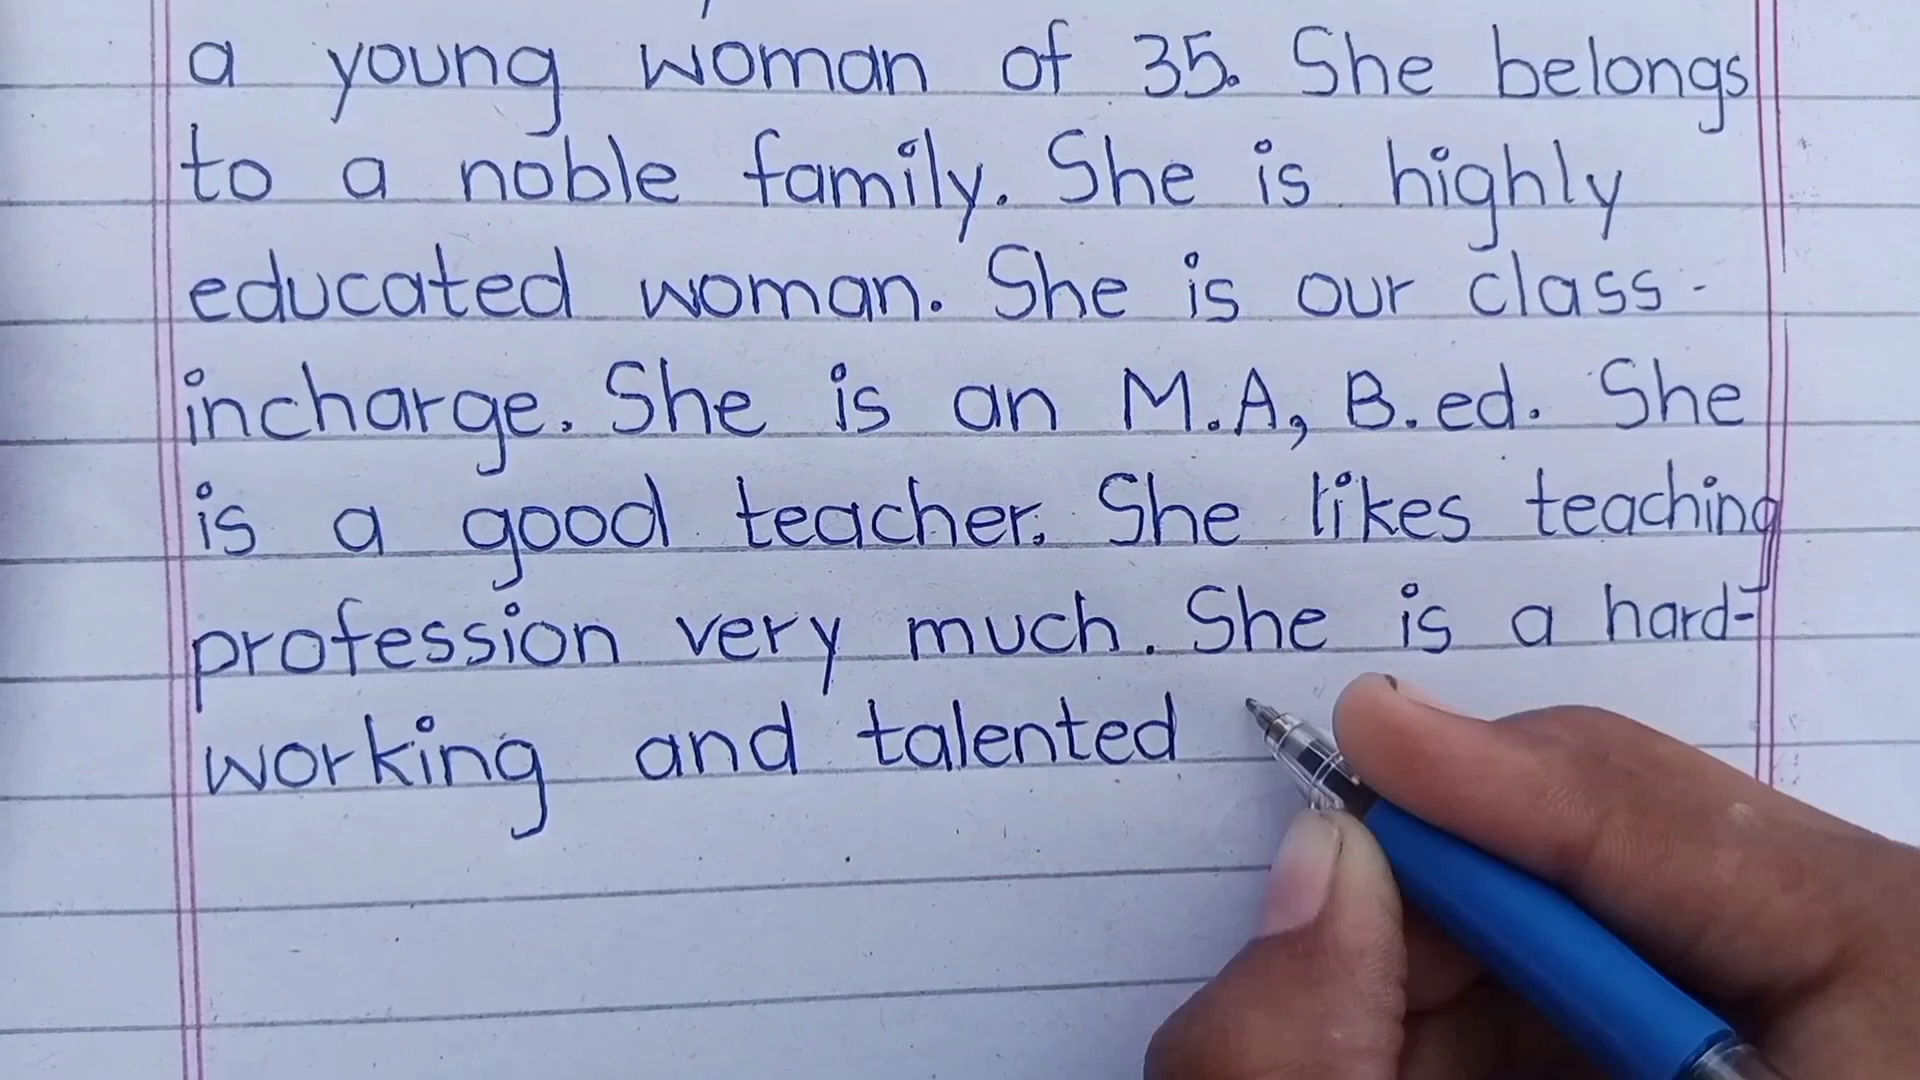 a young woman of 35. She belongs
to a noble family. She is highly
educated woman. She is our class-
incharge. She is an M.A, B.ed. She
is a good teacher. She likes teaching
profession very much. She is a hard-
working and talented